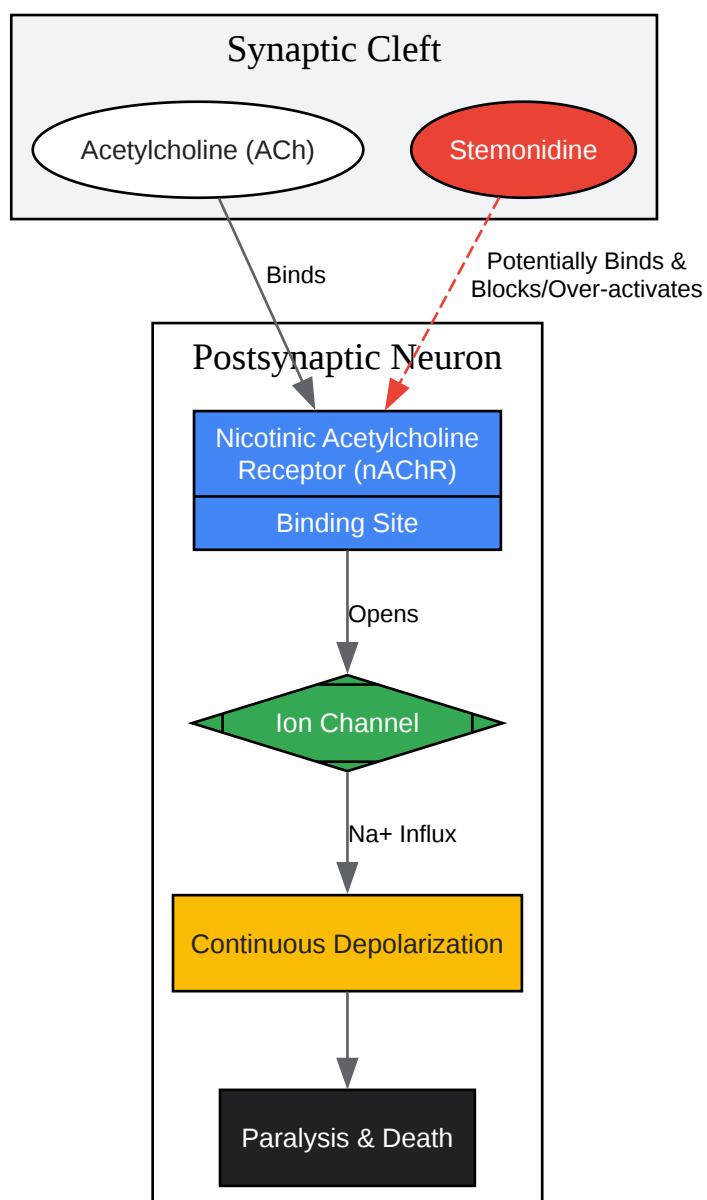 Synaptic Cleft
Acetylcholine (ACh)
Stemonidine
Binds
Potentially Binds &
Blocks/Over-activates
Postsynaptic Neuron
Nicotinic Acetylcholine
Receptor (nAChR)
Binding Site
Opens
Ion Channel
Na+ Influx
Continuous Depolarization
Paralysis & Death